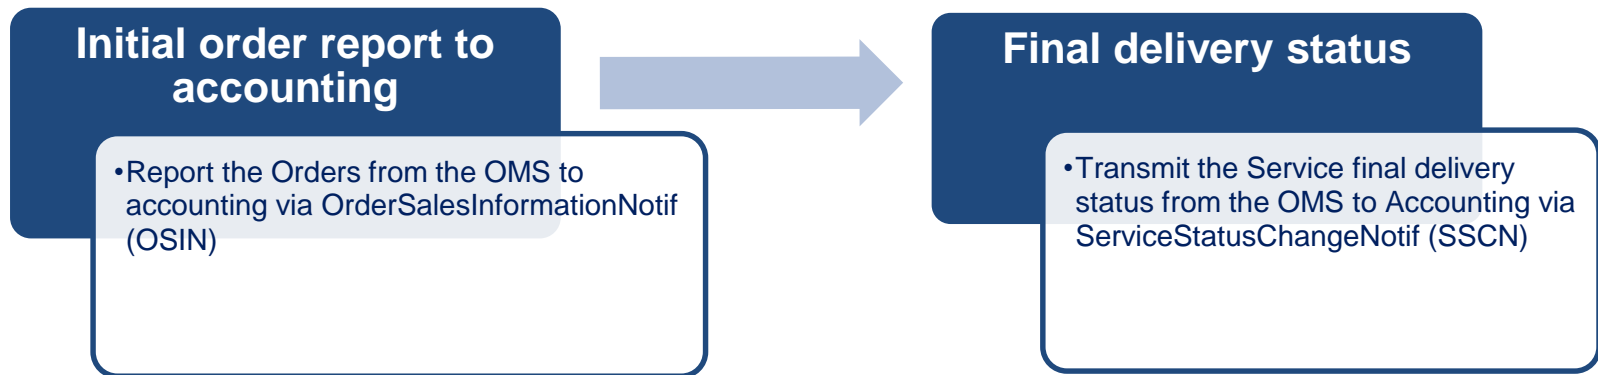 Initial order report to
accounting
•Report the Orders from the OMS to
accounting via OrderSalesInformationNotif
(OSIN)
Final delivery status
•Transmit the Service final delivery
status from the OMS to Accounting via
ServiceStatusChangeNotif (SSCN)